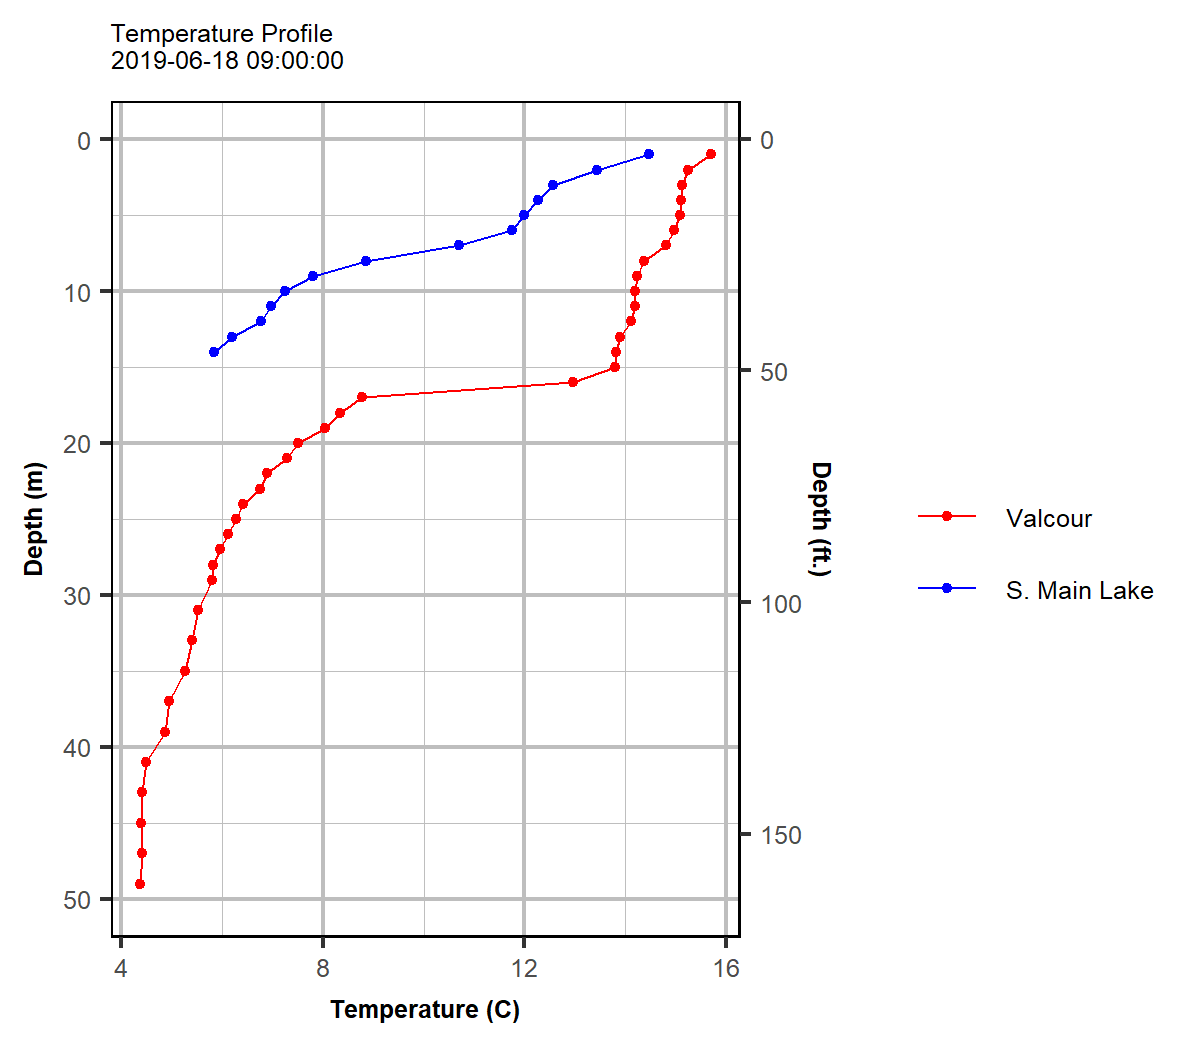 Temperature Profile
2019-06-18 09:00:00
0
10
20
30
40
50
Depth (m)
0
50
100
150
Depth (ft.)
4 8 12 16
Temperature (C)
Valcour
S. Main Lake